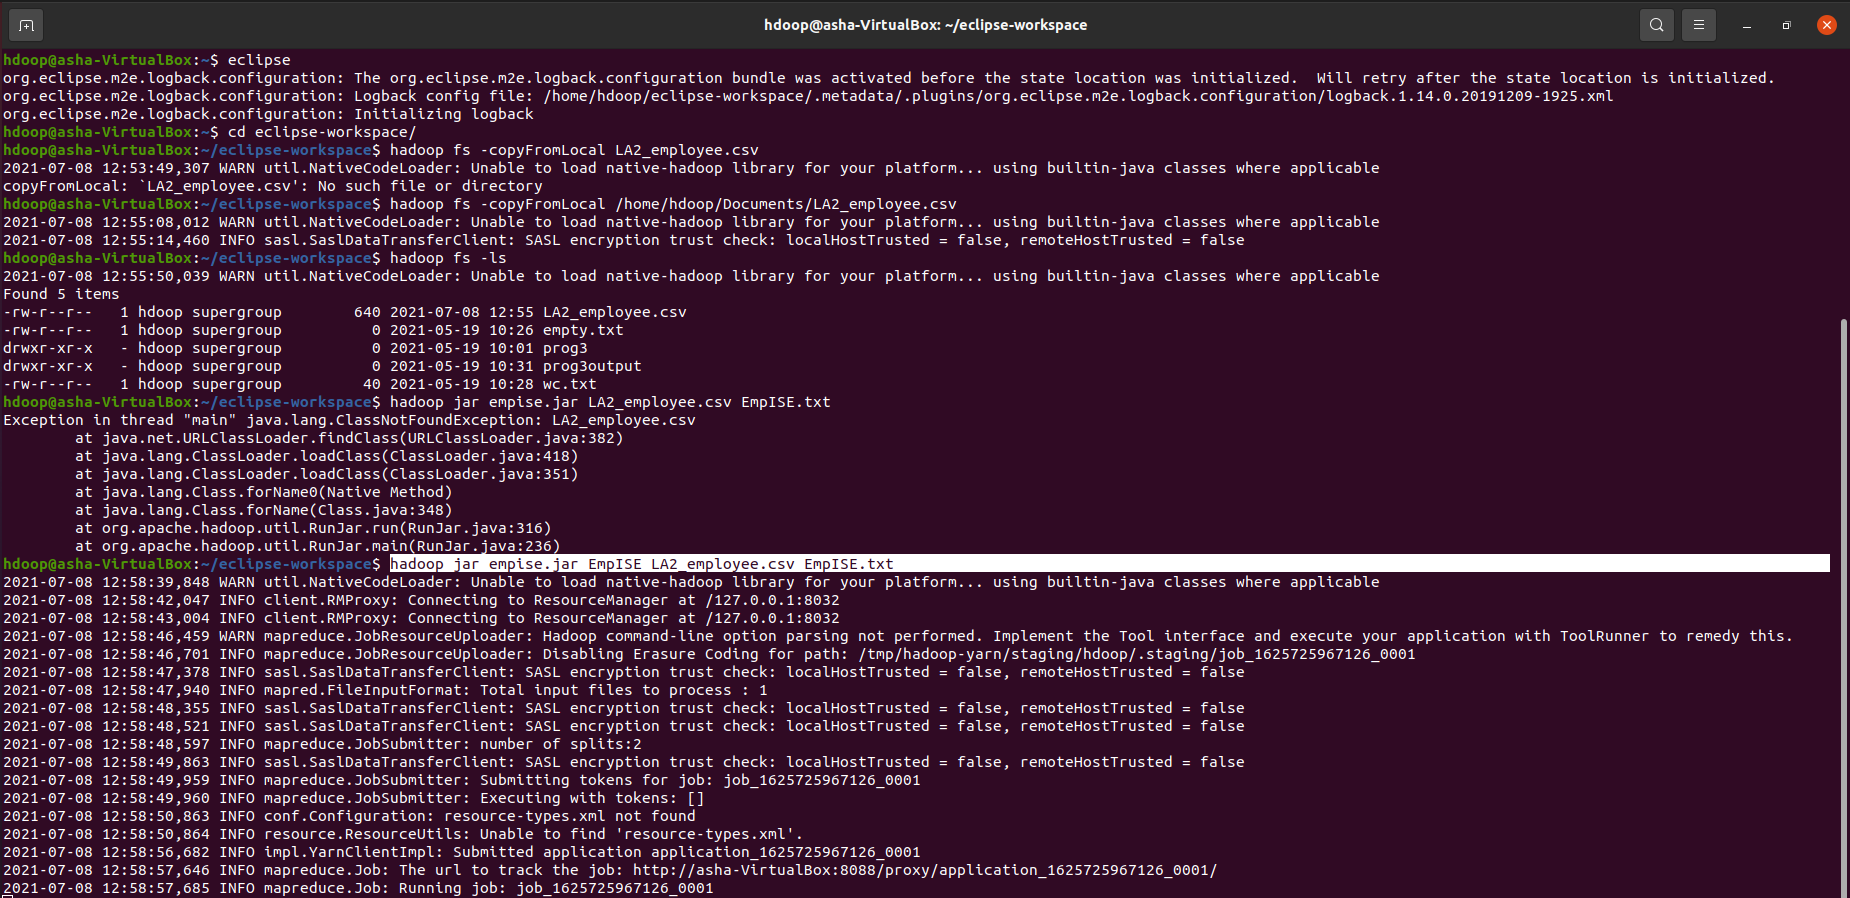 hdoop@asha-VirtualBox: ~/eclipse-workspace
hdoop@asha-VirtualBox:~$ eclipse
org.eclipse.m2e.logback.configuration: The org.eclipse.m2e.logback.configuration bundle was activated before the state location was initialized.  Will retry after the state location is initialized.
org.eclipse.m2e.logback.configuration: Logback config file: /home/hdoop/eclipse-workspace/.metadata/.plugins/org.eclipse.m2e.logback.configuration/logback.1.14.0.20191209-1925.xml
org.eclipse.m2e.logback.configuration: Initializing logback
hdoop@asha-VirtualBox:~$ cd eclipse-workspace/
hdoop@asha-VirtualBox:~/eclipse-workspace$ hadoop fs -copyFromLocal LA2_employee.csv
2021-07-08 12:53:49,307 WARN util.NativeCodeLoader: Unable to load native-hadoop library for your platform... using builtin-java classes where applicable
copyFromLocal: `LA2_employee.csv': No such file or directory
hdoop@asha-VirtualBox:~/eclipse-workspace$ hadoop fs -copyFromLocal /home/hdoop/Documents/LA2_employee.csv
2021-07-08 12:55:08,012 WARN util.NativeCodeLoader: Unable to load native-hadoop library for your platform... using builtin-java classes where applicable
2021-07-08 12:55:14,460 INFO sasl.SaslDataTransferClient: SASL encryption trust check: localHostTrusted = false, remoteHostTrusted = false
hdoop@asha-VirtualBox:~/eclipse-workspace$ hadoop fs -ls
2021-07-08 12:55:50,039 WARN util.NativeCodeLoader: Unable to load native-hadoop library for your platform... using builtin-java classes where applicable
Found 5 items
-rw-r--r--   1 hdoop supergroup        640 2021-07-08 12:55 LA2_employee.csv
-rw-r--r--   1 hdoop supergroup          0 2021-05-19 10:26 empty.txt
drwxr-xr-x   - hdoop supergroup          0 2021-05-19 10:01 prog3
drwxr-xr-x   - hdoop supergroup          0 2021-05-19 10:31 prog3output
-rw-r--r--   1 hdoop supergroup         40 2021-05-19 10:28 wc.txt
hdoop@asha-VirtualBox:~/eclipse-workspace$ hadoop jar empise.jar LA2_employee.csv EmpISE.txt
Exception in thread "main" java.lang.ClassNotFoundException: LA2_employee.csv
        at java.net.URLClassLoader.findClass(URLClassLoader.java:382)
        at java.lang.ClassLoader.loadClass(ClassLoader.java:418)
        at java.lang.ClassLoader.loadClass(ClassLoader.java:351)
        at java.lang.Class.forName0(Native Method)
        at java.lang.Class.forName(Class.java:348)
        at org.apache.hadoop.util.RunJar.run(RunJar.java:316)
        at org.apache.hadoop.util.RunJar.main(RunJar.java:236)
hdoop@asha-VirtualBox:~/eclipse-workspace$ hadoop jar empise.jar EmpISE LA2_employee.csv EmpISE.txt
2021-07-08 12:58:39,848 WARN util.NativeCodeLoader: Unable to load native-hadoop library for your platform... using builtin-java classes where applicable
2021-07-08 12:58:42,047 INFO client.RMProxy: Connecting to ResourceManager at /127.0.0.1:8032
2021-07-08 12:58:43,004 INFO client.RMProxy: Connecting to ResourceManager at /127.0.0.1:8032
2021-07-08 12:58:46,459 WARN mapreduce.JobResourceUploader: Hadoop command-line option parsing not performed. Implement the Tool interface and execute your application with ToolRunner to remedy this.
2021-07-08 12:58:46,701 INFO mapreduce.JobResourceUploader: Disabling Erasure Coding for path: /tmp/hadoop-yarn/staging/hdoop/.staging/job_1625725967126_0001
2021-07-08 12:58:47,378 INFO sasl.SaslDataTransferClient: SASL encryption trust check: localHostTrusted = false, remoteHostTrusted = false
2021-07-08 12:58:47,940 INFO mapred.FileInputFormat: Total input files to process : 1
2021-07-08 12:58:48,355 INFO sasl.SaslDataTransferClient: SASL encryption trust check: localHostTrusted = false, remoteHostTrusted = false
2021-07-08 12:58:48,521 INFO sasl.SaslDataTransferClient: SASL encryption trust check: localHostTrusted = false, remoteHostTrusted = false
2021-07-08 12:58:48,597 INFO mapreduce.JobSubmitter: number of splits:2
2021-07-08 12:58:49,863 INFO sasl.SaslDataTransferClient: SASL encryption trust check: localHostTrusted = false, remoteHostTrusted = false
2021-07-08 12:58:49,959 INFO mapreduce.JobSubmitter: Submitting tokens for job: job_1625725967126_0001
2021-07-08 12:58:49,960 INFO mapreduce.JobSubmitter: Executing with tokens: []
2021-07-08 12:58:50,863 INFO conf.Configuration: resource-types.xml not found
2021-07-08 12:58:50,864 INFO resource.ResourceUtils: Unable to find 'resource-types.xml'.
2021-07-08 12:58:56,682 INFO impl.YarnClientImpl: Submitted application application_1625725967126_0001
2021-07-08 12:58:57,646 INFO mapreduce.Job: The url to track the job: http://asha-VirtualBox:8088/proxy/application_1625725967126_0001/
2021-07-08 12:58:57,685 INFO mapreduce.Job: Running job: job_1625725967126_0001